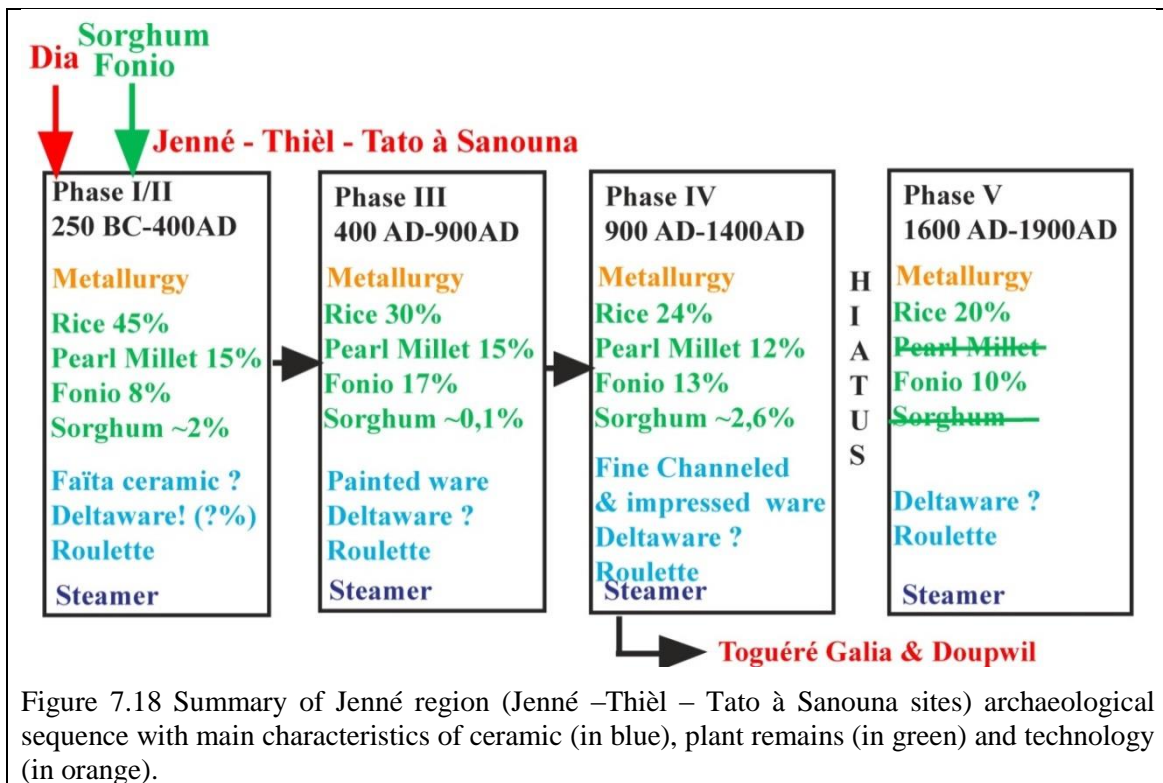 Sorghum
Dia Fonio
Jenné - Thièl - Tato à Sanouna
Phase I/II
250 BC-400AD
Metallurgy
Rice 45%
Pearl Millet 15%
Fonio 8%
Sorghum ~2%
Faïta ceramic ?
Deltaware! (?%)
Roulette
Steamer
Phase III
400 AD-900AD
Metallurgy
Rice 30%
Pearl Millet 15%
Fonio 17%
Sorghum ~0,1%
Painted ware
Deltaware ?
Roulette
Steamer
Phase IV
900 AD-1400AD
Metallurgy
Rice 24%
Pearl Millet 12%
Fonio 13%
Sorghum ~2,6%
Fine Channeled
& impressed ware
Deltaware ?
Roulette
Steamer
H
I
A
T
U
S
Phase V
1600 AD-1900AD
Metallurgy
Rice 20%
Pearl Millet
Fonio 10%
Sorghum
Deltaware ?
Roulette
Steamer
Toguéré Galia & Doupwil
Figure 7.18 Summary of Jenné region (Jenné –Thièl – Tato à Sanouna sites) archaeological
sequence with main characteristics of ceramic (in blue), plant remains (in green) and technology
(in orange).